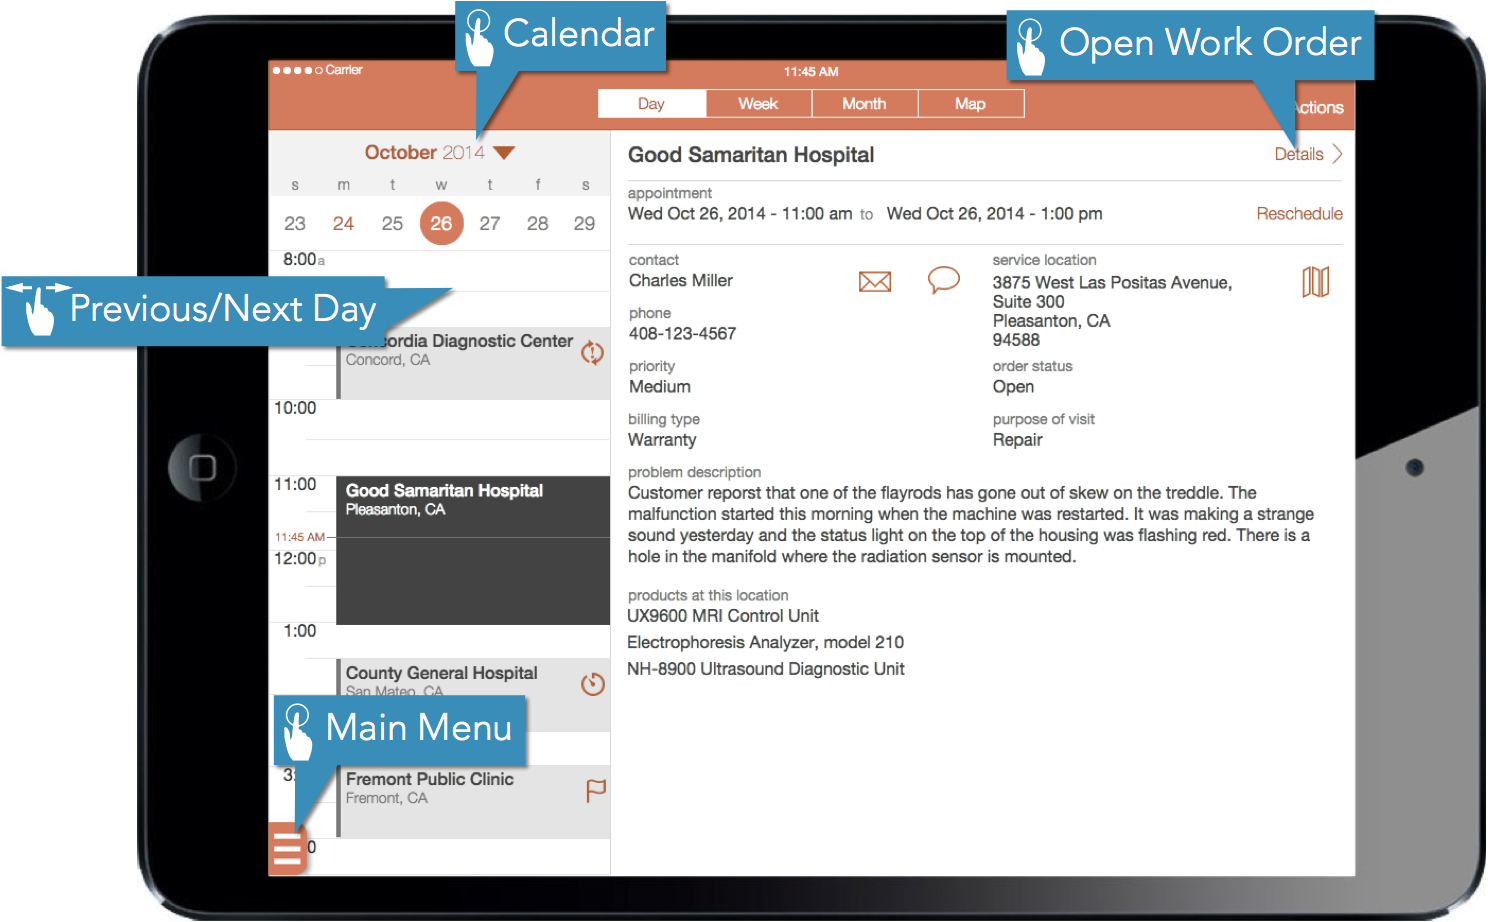 Calendar
Open Work Order
Carrier
11:45 AM
Day Week Month Map
Actions
October 2014
s m t w t f s
23 24 25 26 27 28 29
8:00a
Previous/Next Day
Concordia Diagnostic Center
Concord, CA
10:00
11:00
Good Samaritan Hospital
Pleasanton, CA
11:45 AM
12:00p
1:00
County General Hospital
San Mateo, CA
Main Menu
Fremont Public Clinic
Fremont, CA
Good Samaritan Hospital
Details
appointment
Wed Oct 26, 2014 - 11:00 am to Wed Oct 26, 2014 - 1:00 pm
Reschedule
contact
Charles Miller
phone
408-123-4567
service location
3875 West Las Positas Avenue,
Suite 300
Pleasanton, CA
94588
priority
Medium
order status
Open
billing type
Warranty
purpose of visit
Repair
problem description
Customer reporst that one of the flayrods has gone out of skew on the treddle. The
malfunction started this morning when the machine was restarted. It was making a strange
sound yesterday and the status light on the top of the housing was flashing red. There is a
hole in the manifold where the radiation sensor is mounted.
products at this location
UX9600 MRI Control Unit
Electrophoresis Analyzer, model 210
NH-8900 Ultrasound Diagnostic Unit